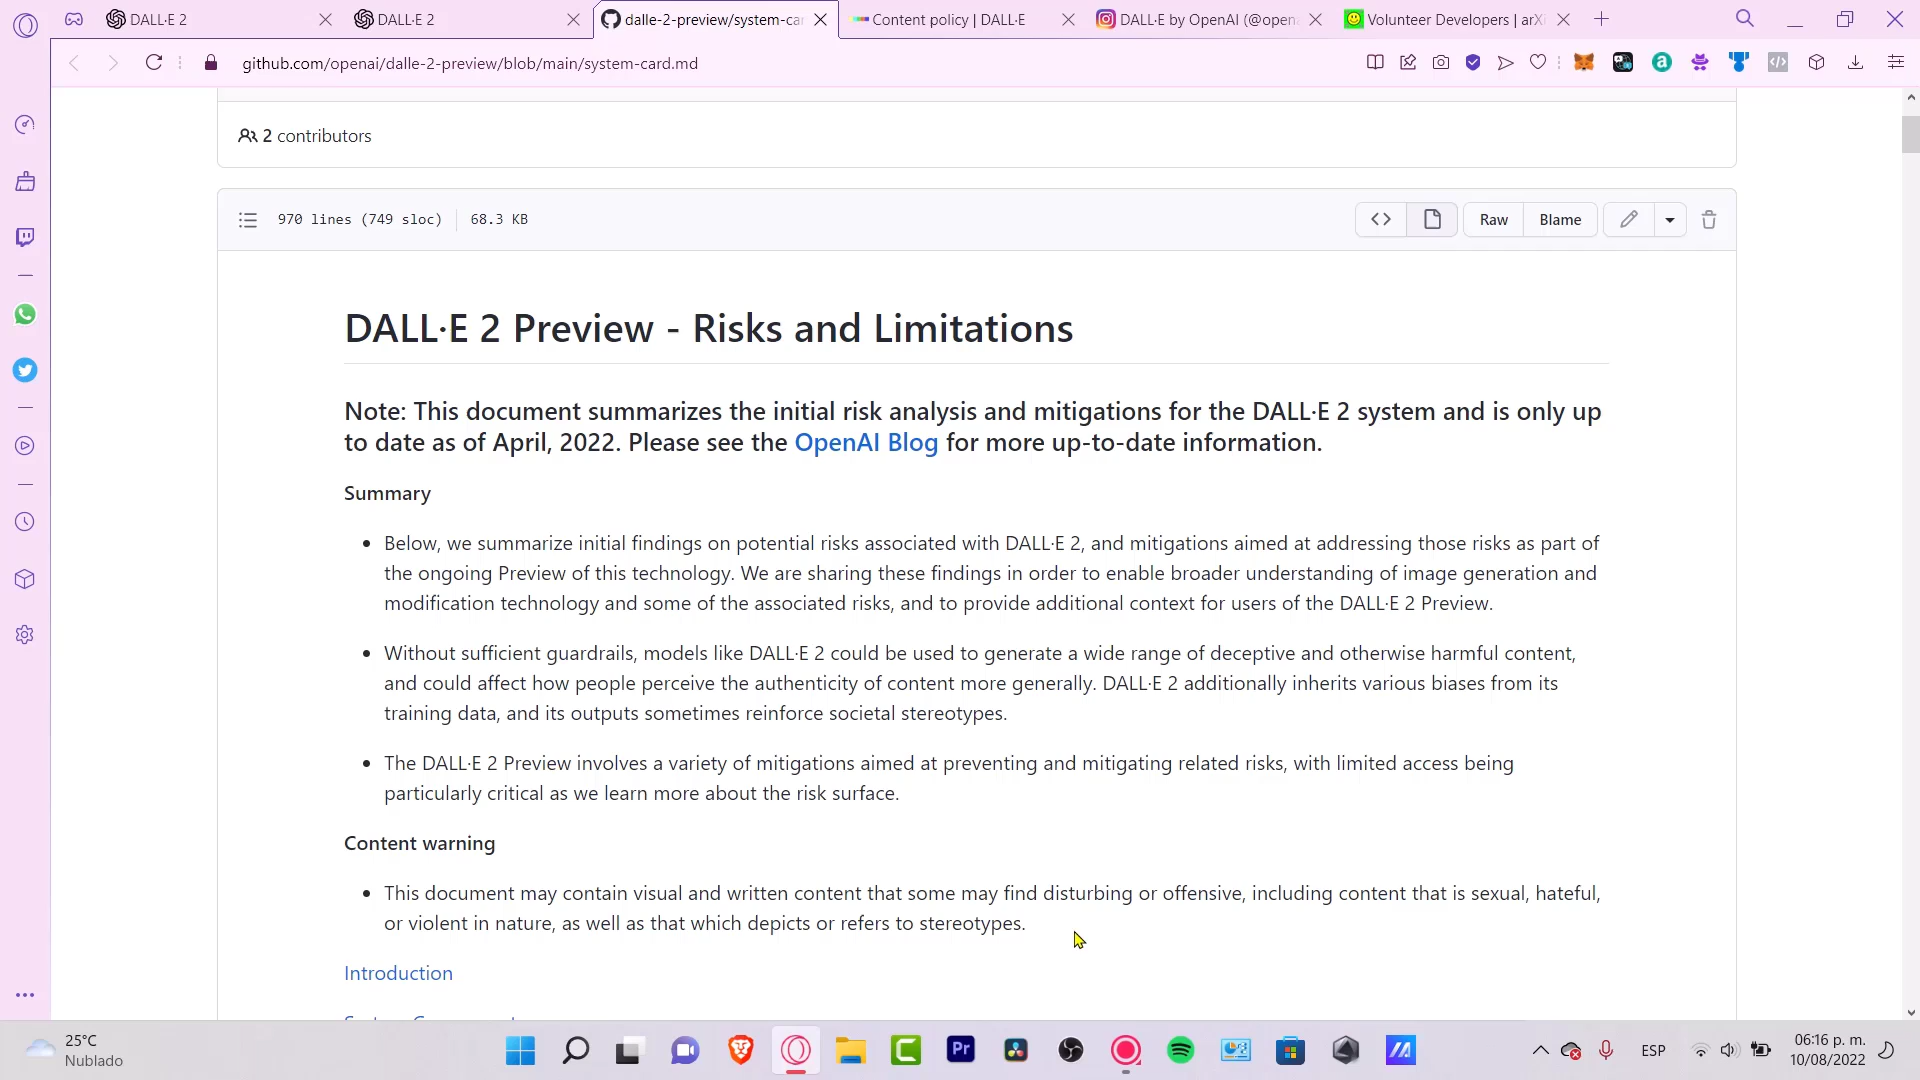 DALL·E 2
DALL·E 2
dalle-2-preview/system-car
Content policy | DALL·E
DALL·E by OpenAI (@opena
Volunteer Developers | arXi
github.com/openai/dalle-2-preview/blob/main/system-card.md
2 contributors
970 lines (749 sloc) 68.3 KB
Raw
Blame
DALL·E 2 Preview - Risks and Limitations
Note: This document summarizes the initial risk analysis and mitigations for the DALL·E 2 system and is only up
to date as of April, 2022. Please see the OpenAI Blog for more up-to-date information.
Summary
• Below, we summarize initial findings on potential risks associated with DALL·E 2, and mitigations aimed at addressing those risks as part of
the ongoing Preview of this technology. We are sharing these findings in order to enable broader understanding of image generation and
modification technology and some of the associated risks, and to provide additional context for users of the DALL·E 2 Preview.
• Without sufficient guardrails, models like DALL·E 2 could be used to generate a wide range of deceptive and otherwise harmful content,
and could affect how people perceive the authenticity of content more generally. DALL·E 2 additionally inherits various biases from its
training data, and its outputs sometimes reinforce societal stereotypes.
• The DALL·E 2 Preview involves a variety of mitigations aimed at preventing and mitigating related risks, with limited access being
particularly critical as we learn more about the risk surface.
Content warning
• This document may contain visual and written content that some may find disturbing or offensive, including content that is sexual, hateful,
or violent in nature, as well as that which depicts or refers to stereotypes.
Introduction
25°C
Nublado
Pr
ESP
06:16 p. m.
10/08/2022